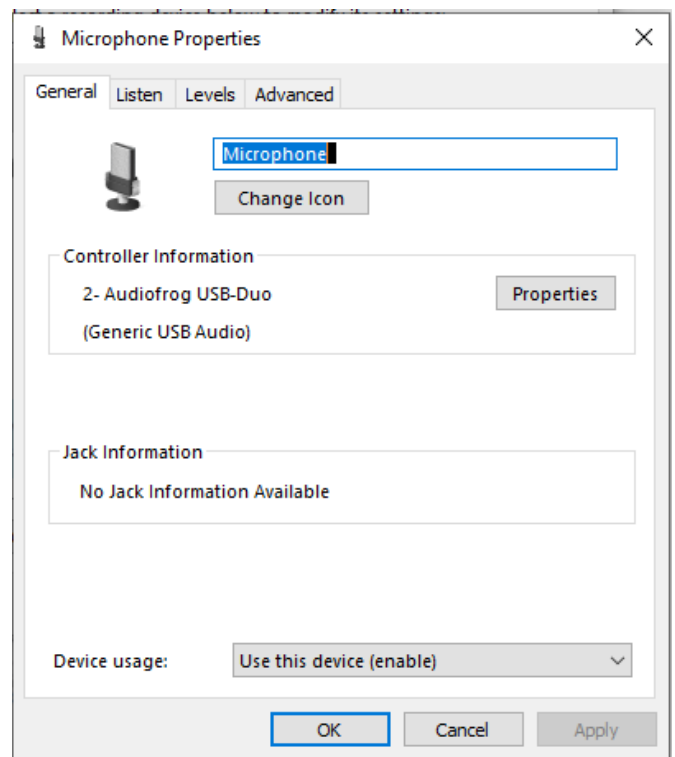 Microphone Properties
General Listen Levels Advanced
Microphone
Change Icon
Controller Information
2- Audiofrog USB-Duo
Properties
(Generic USB Audio)
Jack Information
No Jack Information Available
Device usage: Use this device (enable)
OK Cancel Apply